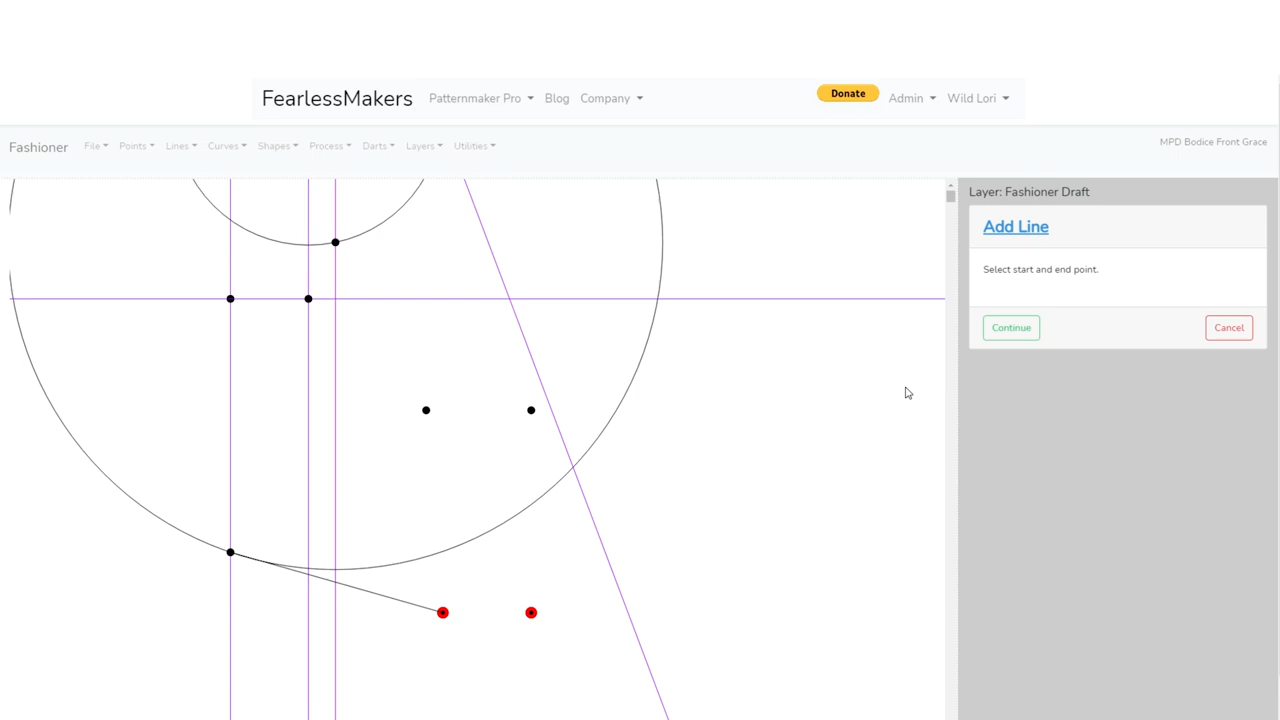 FearlessMakers Patternmaker Pro Blog Company Donate Admin Wild Lori
Fashioner File Points Lines Curves Shapes Process Darts Layers Utilities MPD Bodice Front Grace
Layer: Fashioner Draft
Add Line
Select start and end point.
Continue Cancel